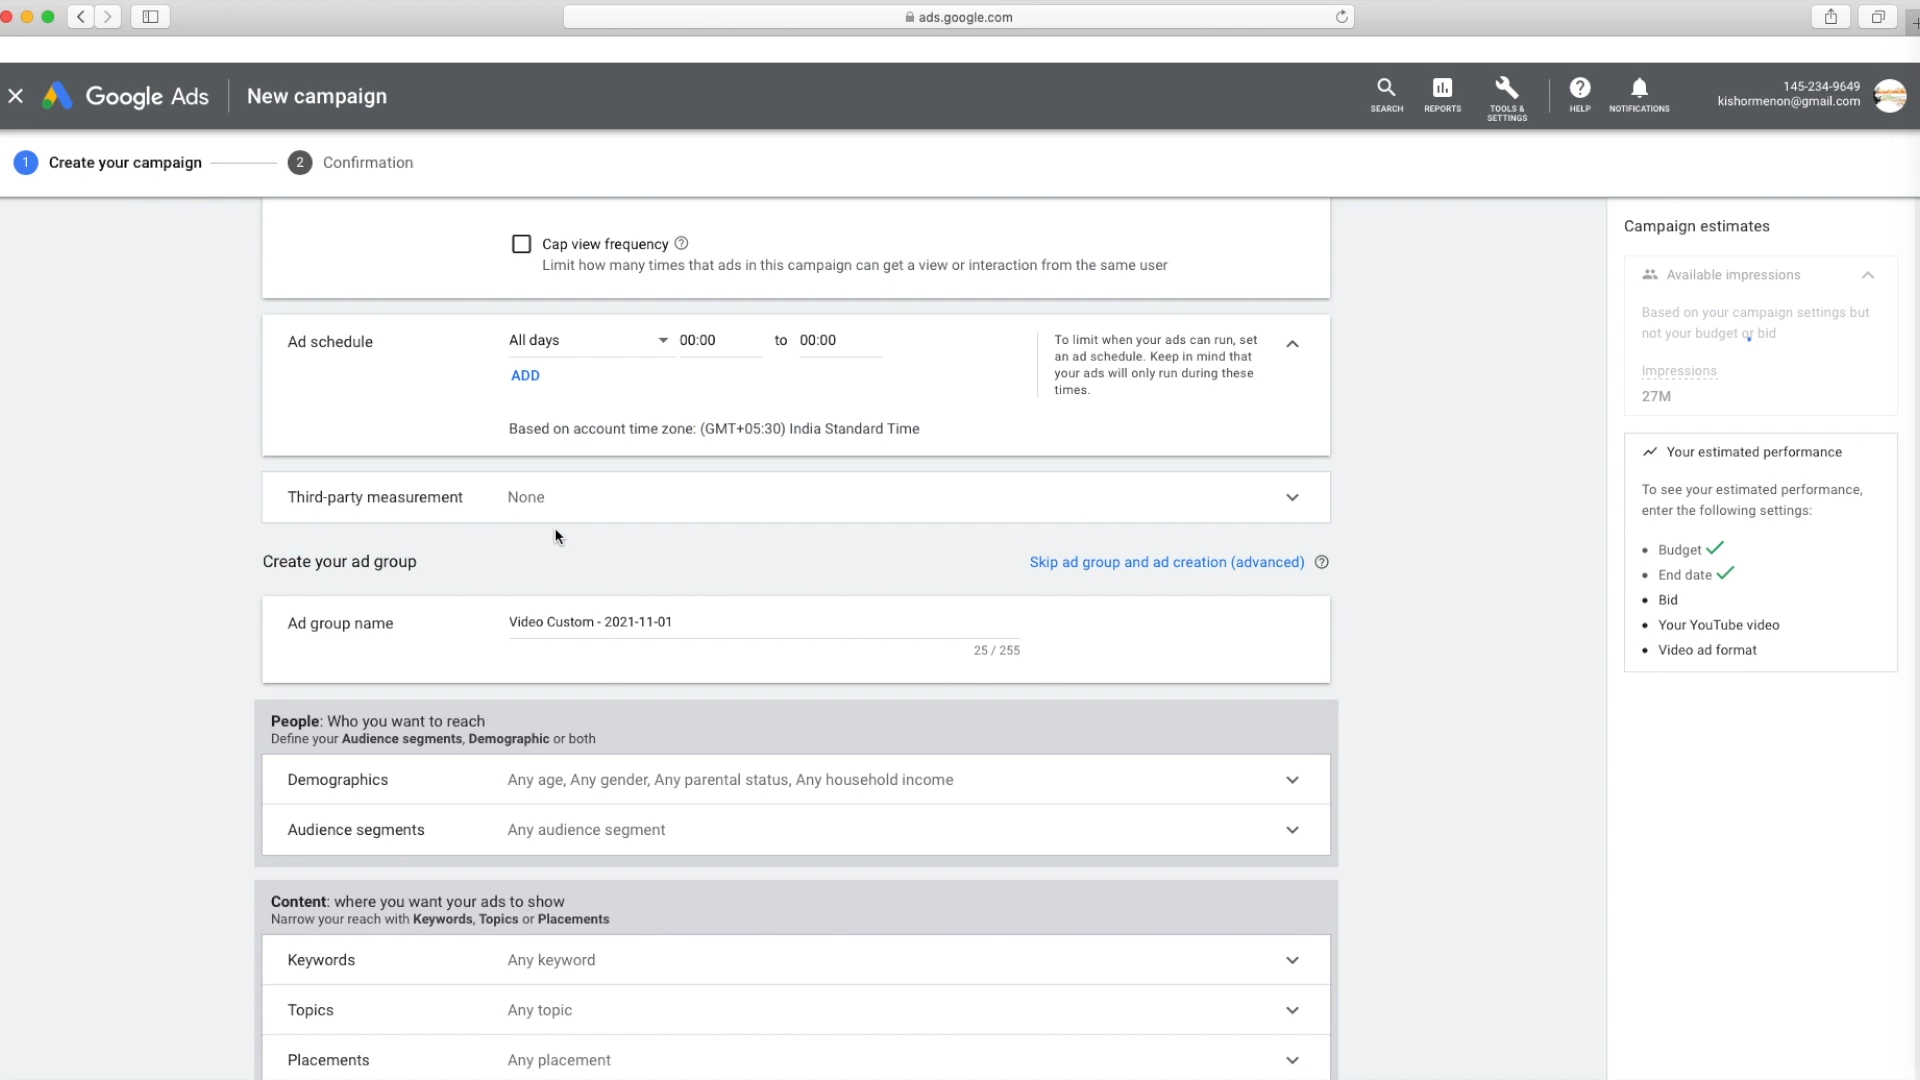 ads.google.com
Google Ads
New campaign
SEARCH
REPORTS
TOOLS &
SETTINGS
HELP
NOTIFICATIONS
145-234-9649
kishormenon@gmail.com
1 Create your campaign
2 Confirmation
Cap view frequency
Limit how many times that ads in this campaign can get a view or interaction from the same user
Ad schedule
All days
00:00
to
00:00
ADD
Based on account time zone: (GMT+05:30) India Standard Time
To limit when your ads can run, set
an ad schedule. Keep in mind that
your ads will only run during these
times.
Third-party measurement
None
Create your ad group
Skip ad group and ad creation (advanced)
Ad group name
Video Custom - 2021-11-01
25 / 255
People: Who you want to reach
Define your Audience segments, Demographic or both
Demographics
Any age, Any gender, Any parental status, Any household income
Audience segments
Any audience segment
Content: where you want your ads to show
Narrow your reach with Keywords, Topics or Placements
Keywords
Any keyword
Topics
Any topic
Placements
Any placement
Campaign estimates
Available impressions
Based on your campaign settings but
not your budget or bid
Impressions
27M
Your estimated performance
To see your estimated performance,
enter the following settings:
Budget
End date
Bid
Your YouTube video
Video ad format